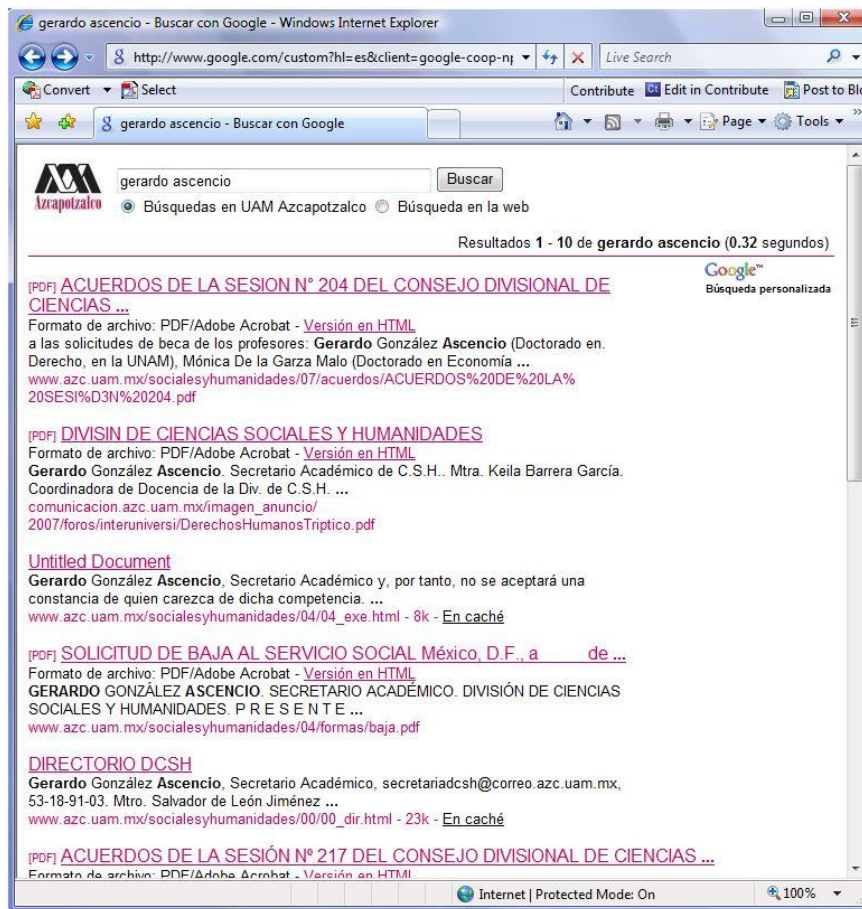 gerardo ascencio - Buscar con Google - Windows Internet Explorer
http://www.google.com/custom?hl=es&client=google-coop-np
Live Search
Convert Select Contribute Edit in Contribute Post to Blo
gerardo ascencio - Buscar con Google Page Tools
Azcapotzalco
gerardo ascencio Buscar
Búsquedas en UAM Azcapotzalco Búsqueda en la web
Resultados 1 - 10 de gerardo ascencio (0.32 segundos)
Google™
Búsqueda personalizada
[PDF] ACUERDOS DE LA SESION N° 204 DEL CONSEJO DIVISIONAL DE
CIENCIAS ...
Formato de archivo: PDF/Adobe Acrobat - Versión en HTML
a las solicitudes de beca de los profesores: Gerardo González Ascencio (Doctorado en.
Derecho, en la UNAM), Mónica De la Garza Malo (Doctorado en Economía ...
www.azc.uam.mx/socialesyhumanidades/07/acuerdos/ACUERDOS%20DE%20LA%
20SESI%D3N%20204.pdf
[PDF] DIVISIN DE CIENCIAS SOCIALES Y HUMANIDADES
Formato de archivo: PDF/Adobe Acrobat - Versión en HTML
Gerardo González Ascencio. Secretario Académico de C.S.H.. Mtra. Keila Barrera García.
Coordinadora de Docencia de la Div. de C.S.H. ...
comunicacion.azc.uam.mx/imagen_anuncio/
2007/foros/interuniversi/DerechosHumanosTriptico.pdf
Untitled Document
Gerardo González Ascencio, Secretario Académico y, por tanto, no se aceptará una
constancia de quien carezca de dicha competencia. ...
www.azc.uam.mx/socialesyhumanidades/04/04_exe.html - 8k - En caché
[PDF] SOLICITUD DE BAJA AL SERVICIO SOCIAL México, D.F., a ____ de ...
Formato de archivo: PDF/Adobe Acrobat - Versión en HTML
GERARDO GONZÁLEZ ASCENCIO. SECRETARIO ACADÉMICO. DIVISIÓN DE CIENCIAS
SOCIALES Y HUMANIDADES. P R E S E N T E ...
www.azc.uam.mx/socialesyhumanidades/04/formas/baja.pdf
DIRECTORIO DCSH
Gerardo González Ascencio, Secretario Académico, secretariadcsh@correo.azc.uam.mx,
53-18-91-03. Mtro. Salvador de León Jiménez ...
www.azc.uam.mx/socialesyhumanidades/00/00_dir.html - 23k - En caché
[PDF] ACUERDOS DE LA SESIÓN Nº 217 DEL CONSEJO DIVISIONAL DE CIENCIAS ...
Formato de archivo: PDF/Adobe Acrobat - Versión en HTML
Internet | Protected Mode: On 100%